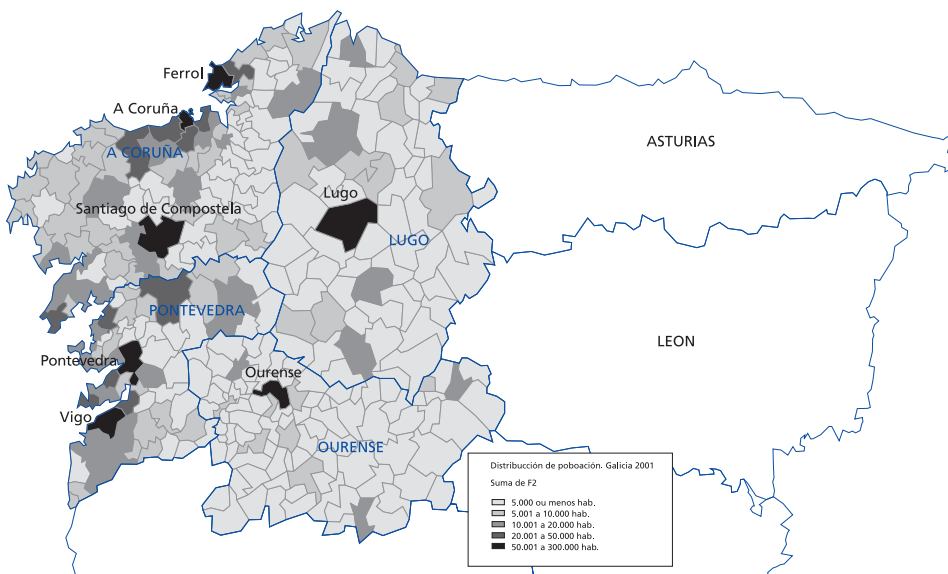 Ferrol
A Coruña
A CORUÑA
ASTURIAS
Santiago de Compostela
Lugo
LUGO
PONTEVEDRA
LEON
Pontevedra
Ourense
Vigo
OURENSE
Distribucción de poboación. Galicia 2001
Suma de F2
5.000 ou menos hab.
5.001 a 10.000 hab.
10.001 a 20.000 hab.
20.001 a 50.000 hab.
50.001 a 300.000 hab.